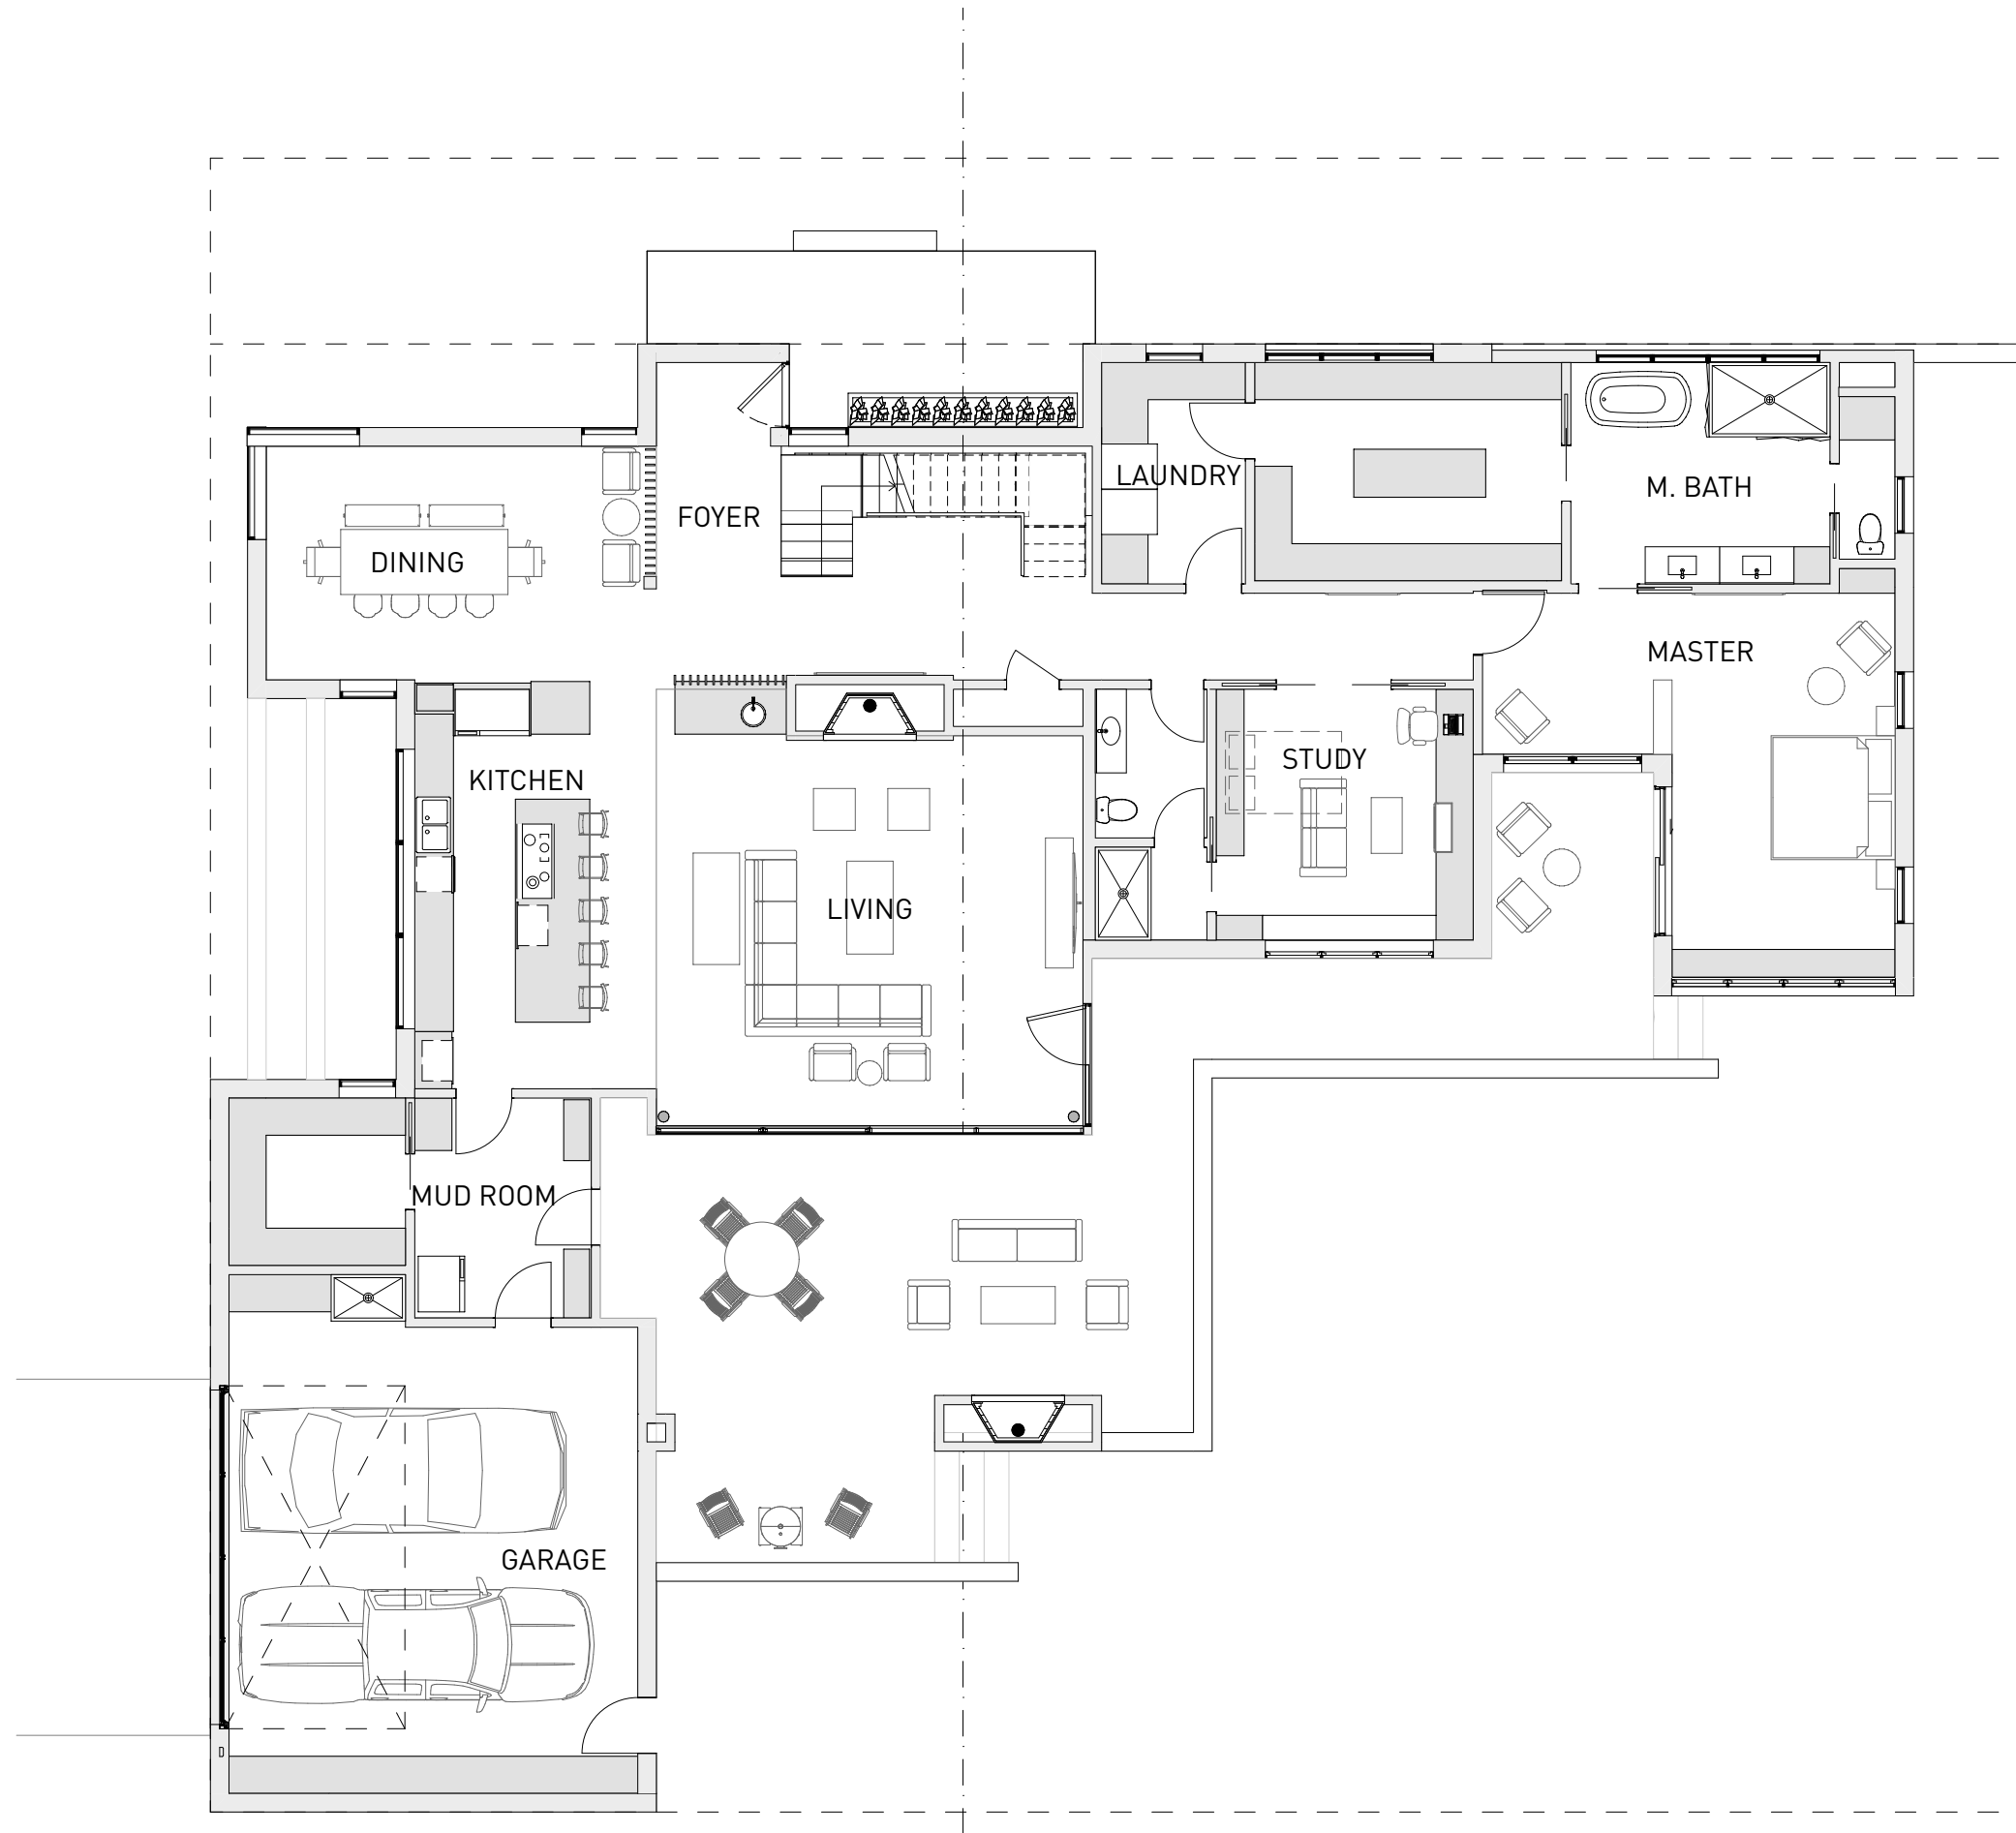 LAUNDRY
M. BATH
FOYER
DINING
MASTER
STUDY
KITCHEN
LIVING
MUD ROOM
GARAGE